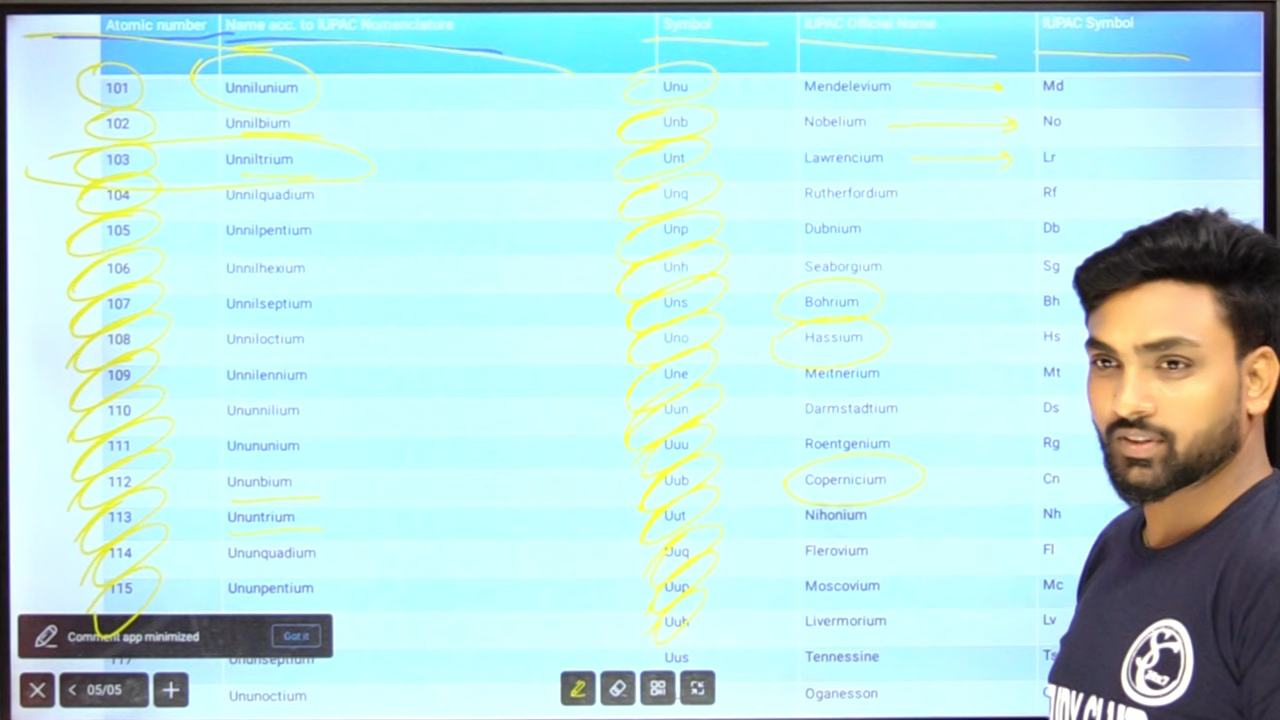 Atomic number Name acc. to IUPAC Nomenclature Symbol IUPAC Official Name IUPAC Symbol
101 Unnilunium Unu Mendelevium Md
102 Unnilbium Unb Nobelium No
103 Unniltrium Unt Lawrencium Lr
104 Unnilquadium Unq Rutherfordium Rf
105 Unnilpentium Unp Dubnium Db
106 Unnilhexium Unh Seaborgium Sg
107 Unnilseptium Uns Bohrium Bh
108 Unniloctium Uno Hassium Hs
109 Unnilennium Une Meitnerium Mt
110 Ununnilium Uun Darmstadtium Ds
111 Unununium Uuu Roentgenium Rg
112 Ununbium Uub Copernicium Cn
113 Ununtrium Uut Nihonium Nh
114 Ununquadium Uuq Flerovium Fl
115 Ununpentium Uup Moscovium Mc
Uuh Livermorium Lv
Comment app minimized Got it
117 Ununseptium Uus Tennessine Ts
05/05
Ununoctium Oganesson